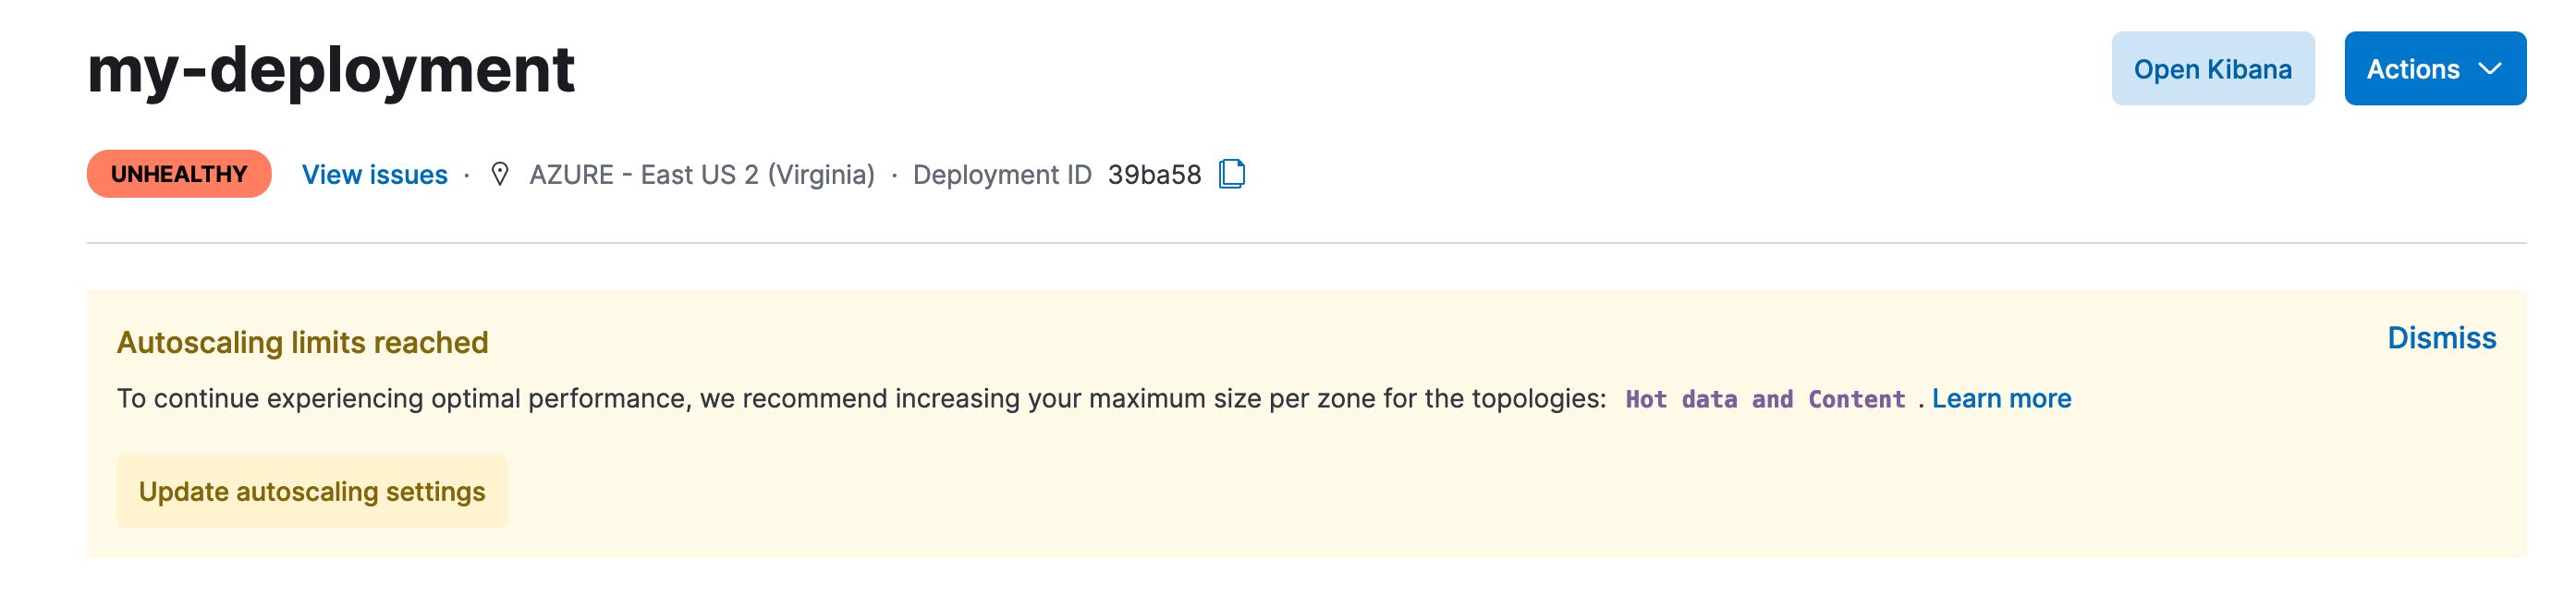 my-deployment
Open Kibana
Actions
UNHEALTHY View issues · AZURE - East US 2 (Virginia) · Deployment ID 39ba58
Autoscaling limits reached
Dismiss
To continue experiencing optimal performance, we recommend increasing your maximum size per zone for the topologies: Hot data and Content . Learn more
Update autoscaling settings